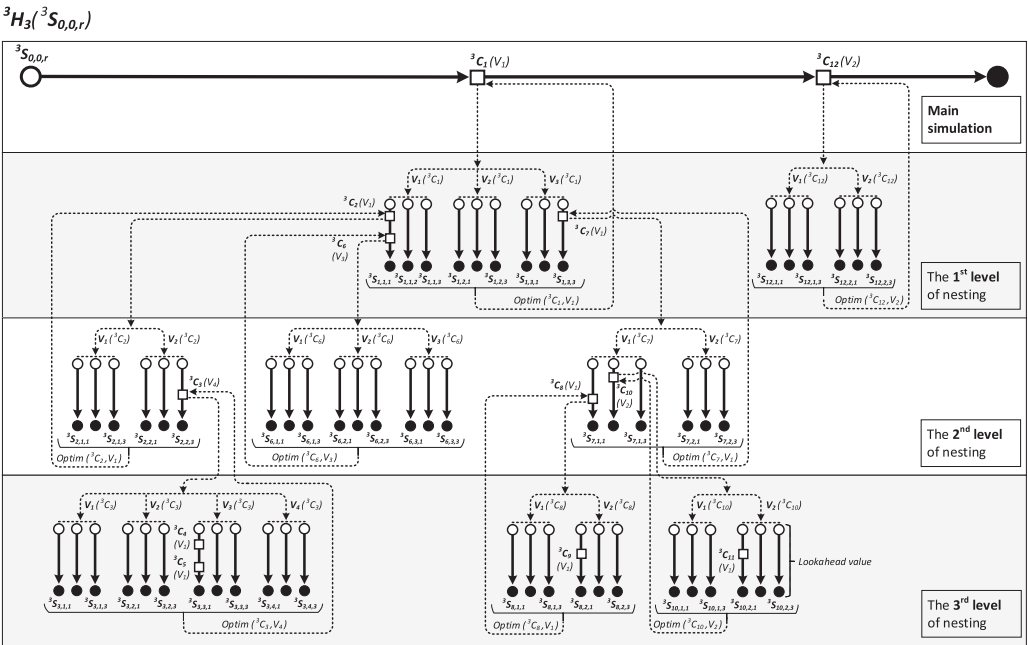 ³H₃(³S₀,₀,ᵣ)
³S₀,₀,ᵣ
³C₁(V₁)
³C₁₂(V₂)
Main
simulation
V₁(³C₁)
V₂(³C₁)
V₃(³C₁)
V₁(³C₁₂)
V₂(³C₁₂)
³C₂(V₁)
³C₆
(V₃)
³C₇(V₁)
³S₁,₁,₁
³S₁,₁,₂
³S₁,₁,₃
³S₁,₂,₁
³S₁,₂,₃
³S₁,₃,₁
³S₁,₃,₃
³S₁₂,₁,₁
³S₁₂,₁,₃
³S₁₂,₂,₁
³S₁₂,₂,₃
Optim (³C₁,V₁)
Optim (³C₁₂,V₂)
The 1ˢᵗ level
of nesting
V₁(³C₂)
V₂(³C₂)
V₁(³C₆)
V₂(³C₆)
V₃(³C₆)
V₁(³C₇)
V₂(³C₇)
³C₃(V₄)
³C₈(V₁)
³C₁₀
(V₂)
³S₂,₁,₁
³S₂,₁,₃
³S₂,₂,₁
³S₂,₂,₃
³S₆,₁,₁
³S₆,₁,₃
³S₆,₂,₁
³S₆,₂,₃
³S₆,₃,₁
³S₆,₃,₃
³S₇,₁,₁
³S₇,₁,₃
³S₇,₂,₁
³S₇,₂,₃
Optim (³C₂,V₁)
Optim (³C₆,V₃)
Optim (³C₇,V₁)
The 2ⁿᵈ level
of nesting
V₁(³C₃)
V₂(³C₃)
V₃(³C₃)
V₄(³C₃)
V₁(³C₈)
V₂(³C₈)
V₁(³C₁₀)
V₂(³C₁₀)
³C₄
(V₁)
³C₅
(V₁)
³C₉
(V₁)
³C₁₁
(V₁)
Lookahead value
³S₃,₁,₁
³S₃,₁,₃
³S₃,₂,₁
³S₃,₂,₃
³S₃,₃,₁
³S₃,₃,₃
³S₃,₄,₁
³S₃,₄,₃
³S₈,₁,₁
³S₈,₁,₃
³S₈,₂,₁
³S₈,₂,₃
³S₁₀,₁,₁
³S₁₀,₁,₃
³S₁₀,₂,₁
³S₁₀,₂,₃
Optim (³C₃,V₄)
Optim (³C₈,V₁)
Optim (³C₁₀,V₂)
The 3ʳᵈ level
of nesting